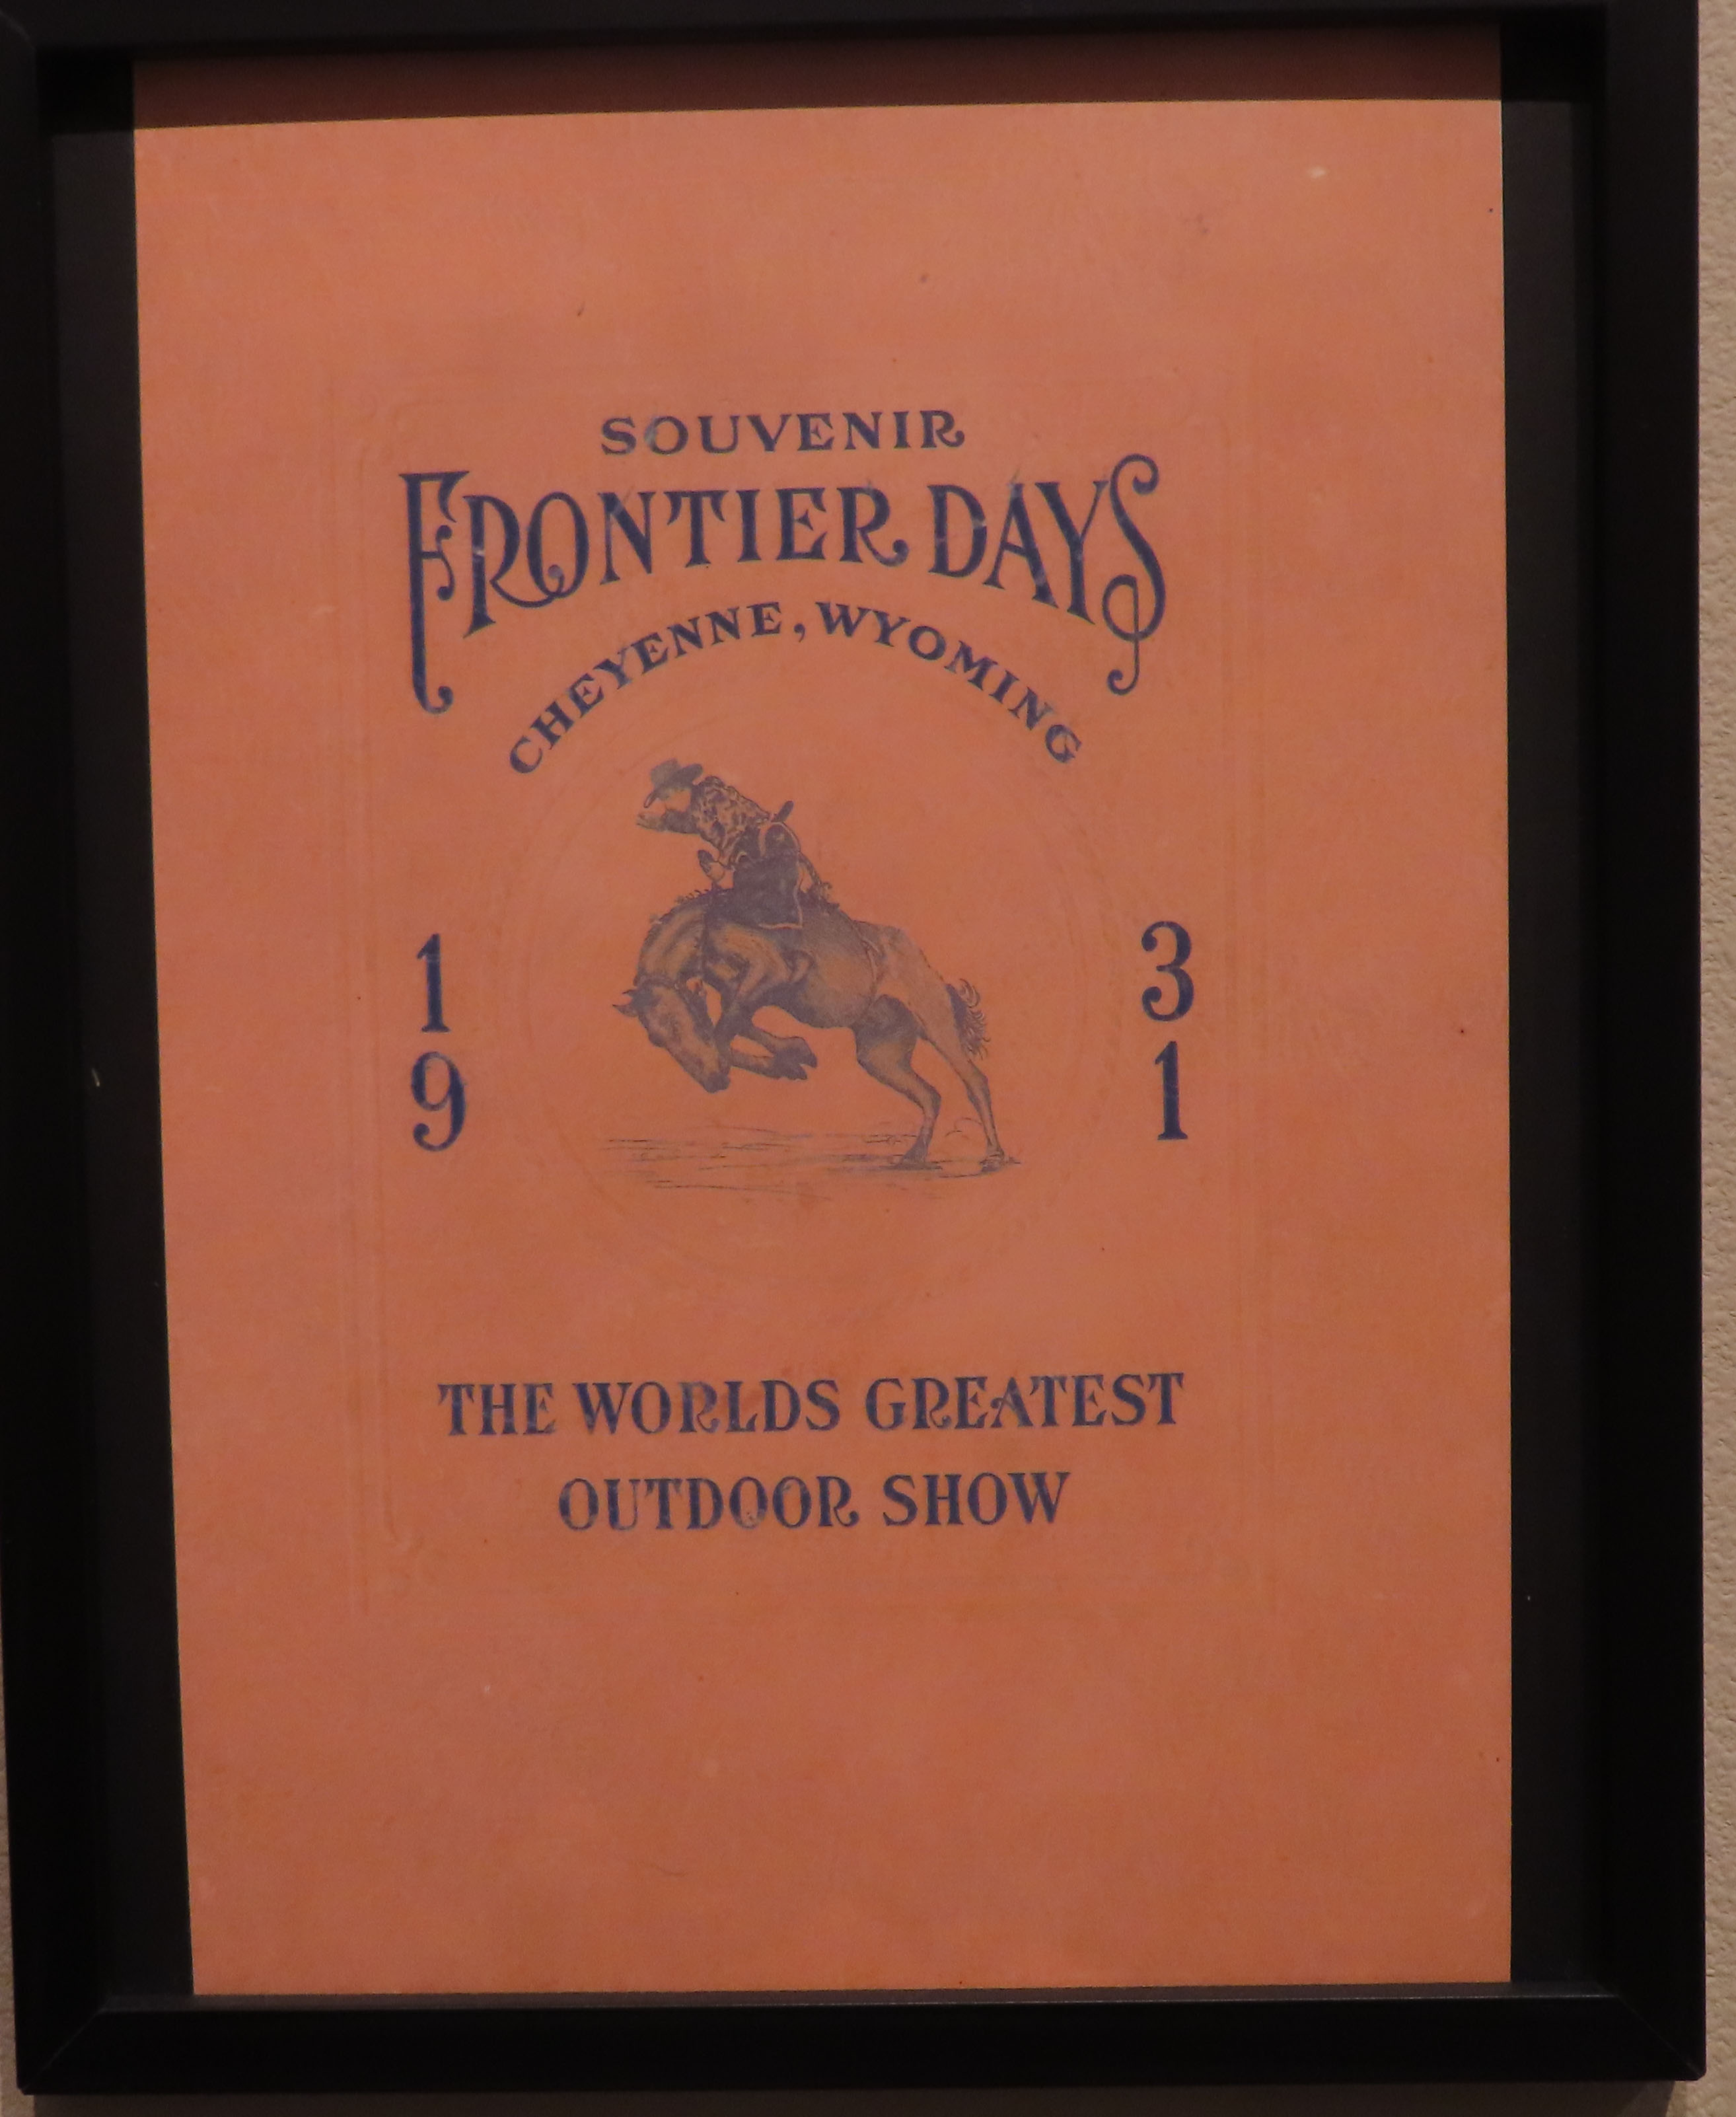 SOUVENIR
FRONTIER DAYS
CHEYENNE, WYOMING
1 3
9 1
THE WORLDS GREATEST
OUTDOOR SHOW